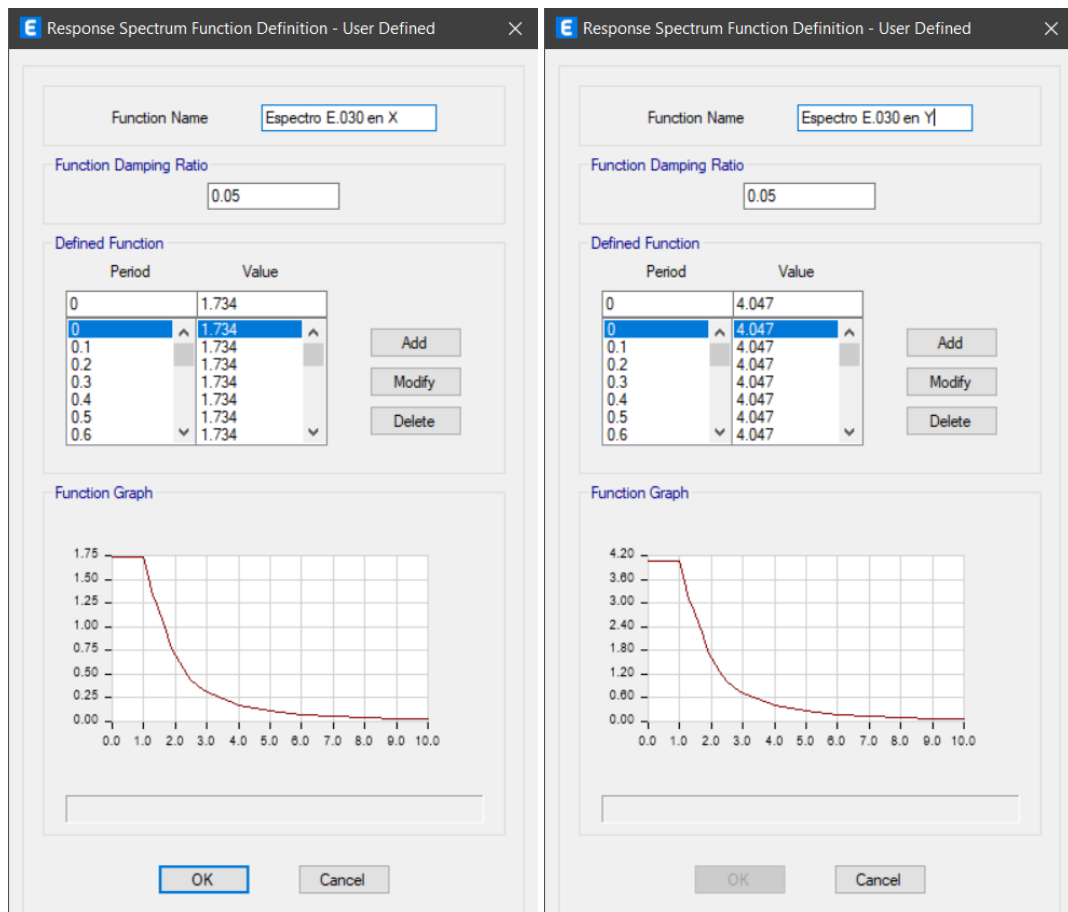 E Response Spectrum Function Definition - User Defined
Function Name Espectro E.030 en X
Function Damping Ratio
0.05
Defined Function
Period Value
0 1.734
0 1.734
0.1 1.734
0.2 1.734
0.3 1.734
0.4 1.734
0.5 1.734
0.6 1.734
Add
Modify
Delete
Function Graph
1.75
1.50
1.25
1.00
0.75
0.50
0.25
0.00
0.0 1.0 2.0 3.0 4.0 5.0 6.0 7.0 8.0 9.0 10.0
OK Cancel
E Response Spectrum Function Definition - User Defined
Function Name Espectro E.030 en Y
Function Damping Ratio
0.05
Defined Function
Period Value
0 4.047
0 4.047
0.1 4.047
0.2 4.047
0.3 4.047
0.4 4.047
0.5 4.047
0.6 4.047
Add
Modify
Delete
Function Graph
4.20
3.60
3.00
2.40
1.80
1.20
0.60
0.00
0.0 1.0 2.0 3.0 4.0 5.0 6.0 7.0 8.0 9.0 10.0
OK Cancel